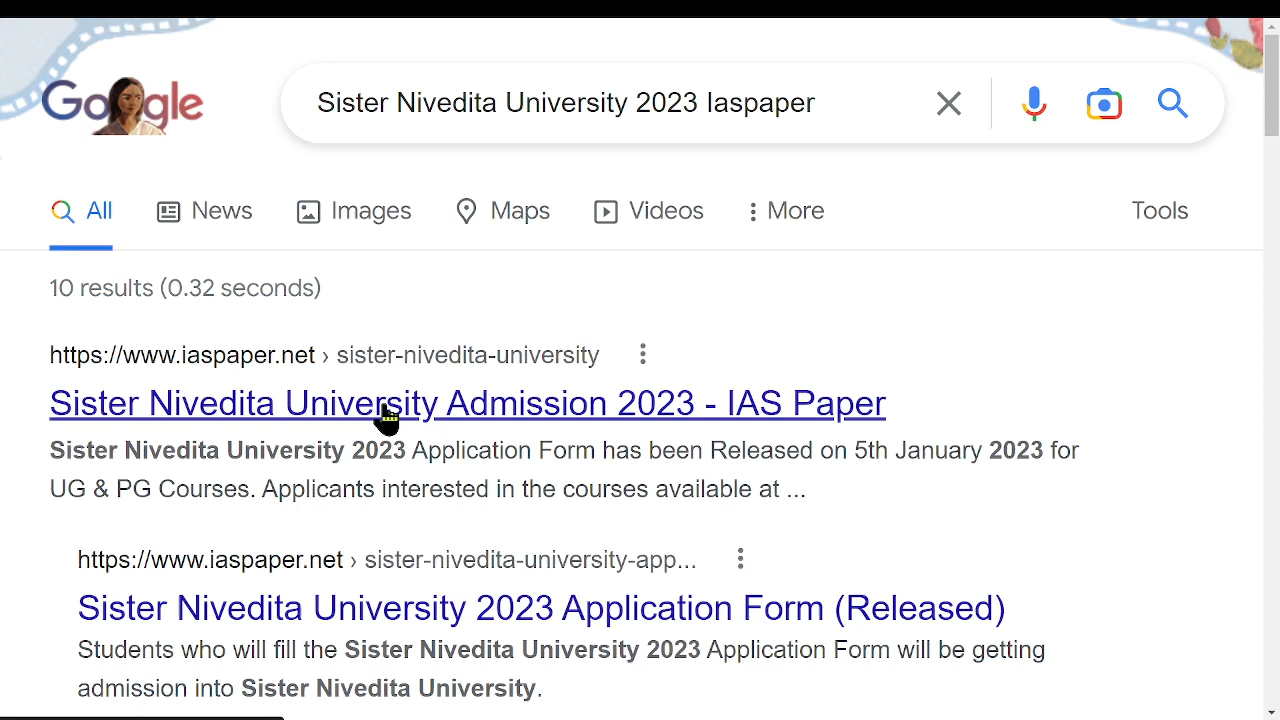 Google
Sister Nivedita University 2023 Iaspaper
All News Images Maps Videos More Tools
10 results (0.32 seconds)
https://www.iaspaper.net › sister-nivedita-university
Sister Nivedita University Admission 2023 - IAS Paper
Sister Nivedita University 2023 Application Form has been Released on 5th January 2023 for
UG & PG Courses. Applicants interested in the courses available at ...
https://www.iaspaper.net › sister-nivedita-university-app...
Sister Nivedita University 2023 Application Form (Released)
Students who will fill the Sister Nivedita University 2023 Application Form will be getting
admission into Sister Nivedita University.